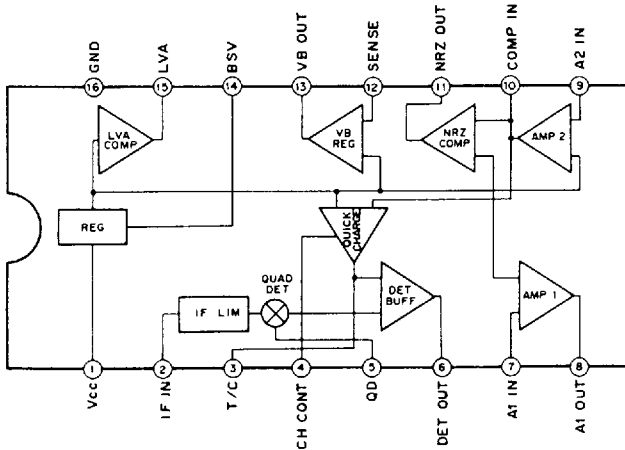 GND
LVA
BSV
VB OUT
SENSE
NRZ OUT
COMP IN
A2 IN
16
15
14
13
12
11
10
9
LVA
COMP
VB
REG
NRZ
COMP
AMP 2
REG
QUICK
CHARGE
QUAD
DET
IF LIM
DET
BUFF
AMP 1
1
2
3
4
5
6
7
8
Vcc
IF IN
T/C
CH CONT
QD
DET OUT
A1 IN
A1 OUT